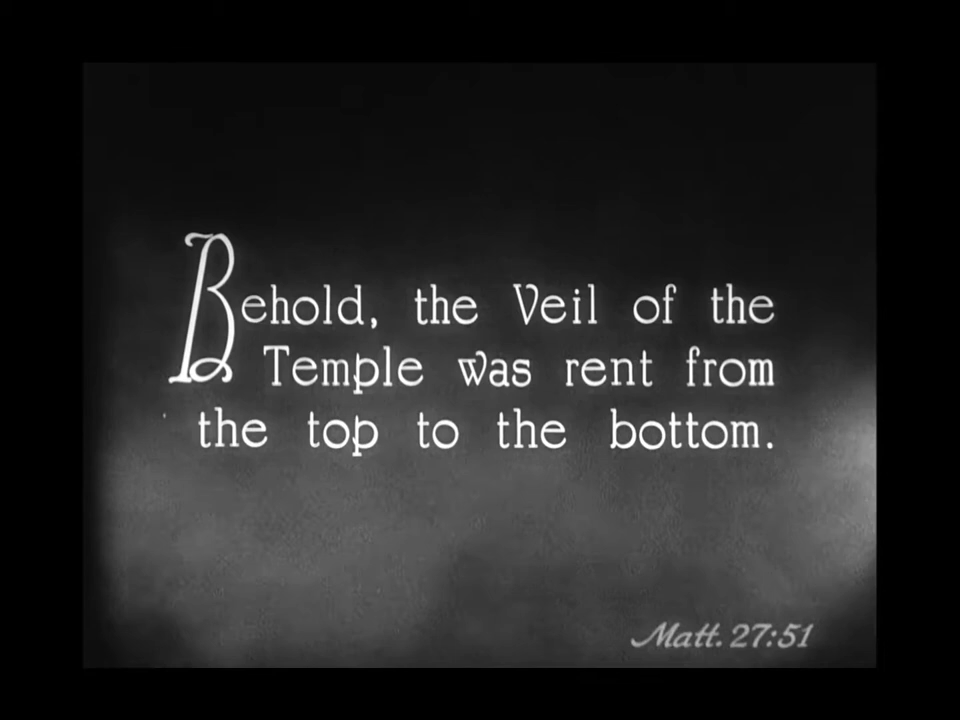 Behold, the Veil of the
Temple was rent from
the top to the bottom.
Matt. 27:51